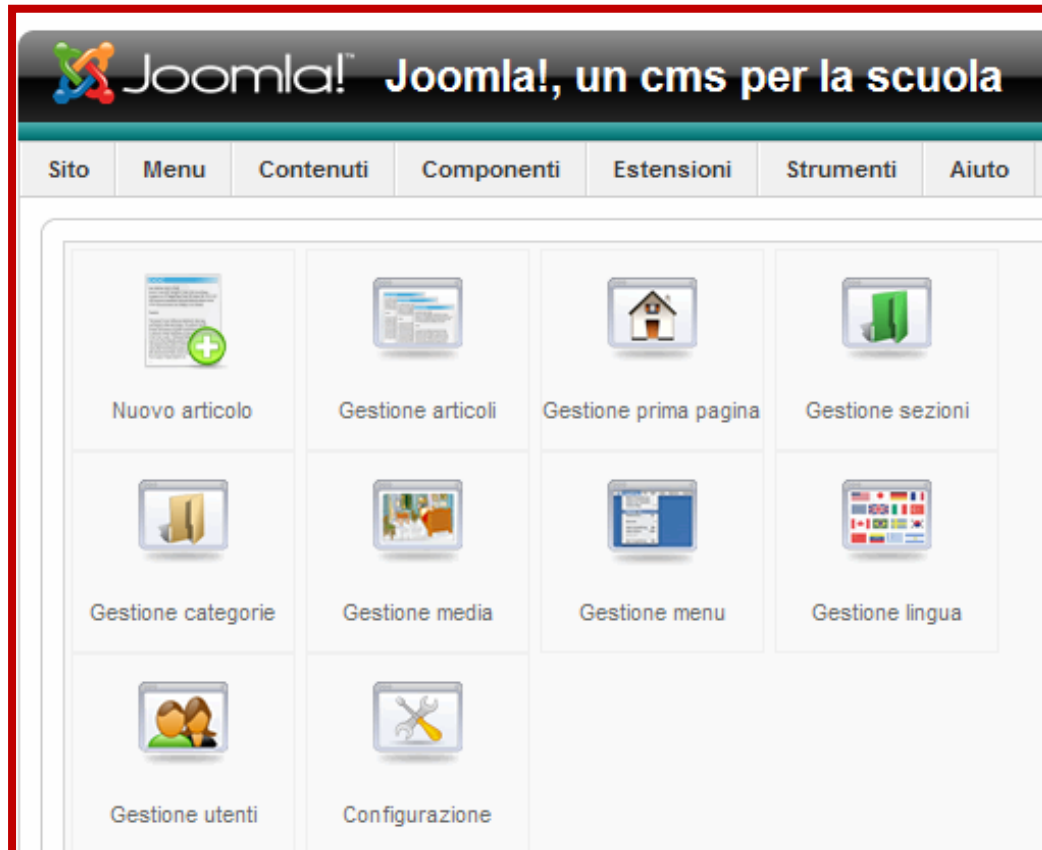 Joomla!™ Joomla!, un cms per la scuola
Sito Menu Contenuti Componenti Estensioni Strumenti Aiuto
Nuovo articolo Gestione articoli Gestione prima pagina Gestione sezioni
Gestione categorie Gestione media Gestione menu Gestione lingua
Gestione utenti Configurazione